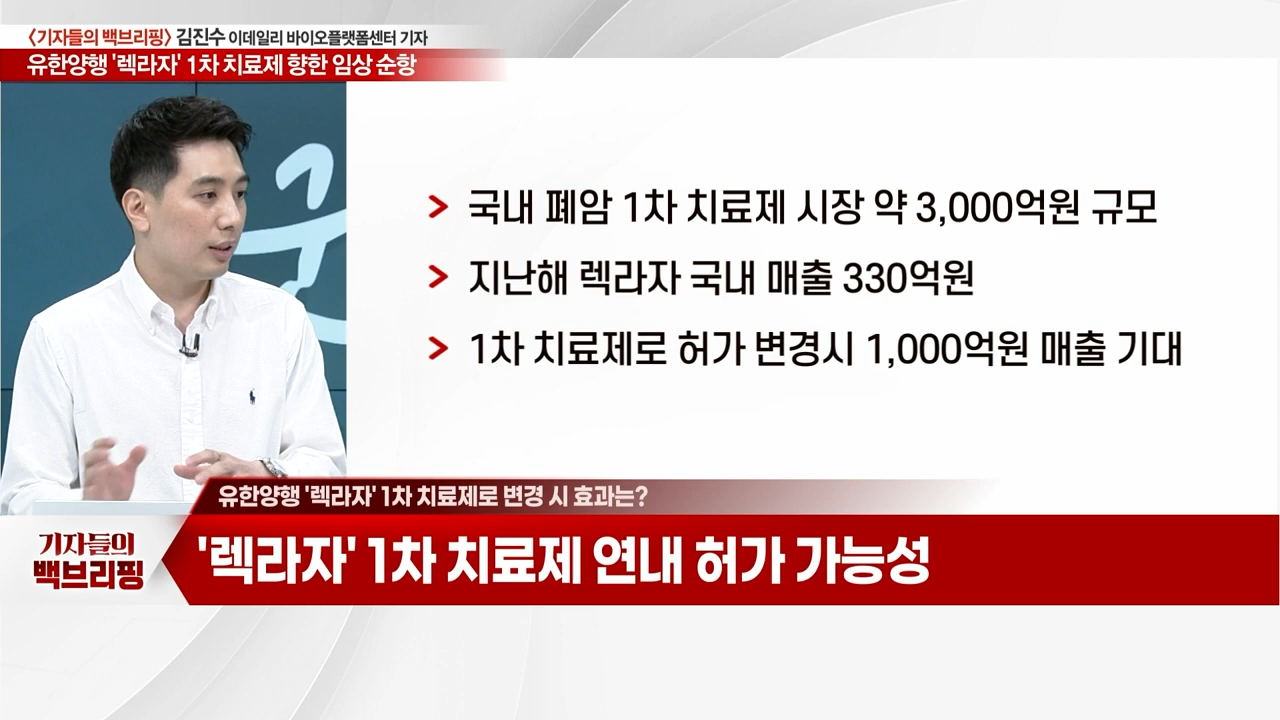 〈기자들의 백브리핑〉 김진수 이데일리 바이오플랫폼센터 기자
유한양행 '렉라자' 1차 치료제 향한 임상 순항
> 국내 폐암 1차 치료제 시장 약 3,000억원 규모
> 지난해 렉라자 국내 매출 330억원
> 1차 치료제로 허가 변경시 1,000억원 매출 기대
유한양행 '렉라자' 1차 치료제로 변경 시 효과는?
기자들의
백브리핑
'렉라자' 1차 치료제 연내 허가 가능성